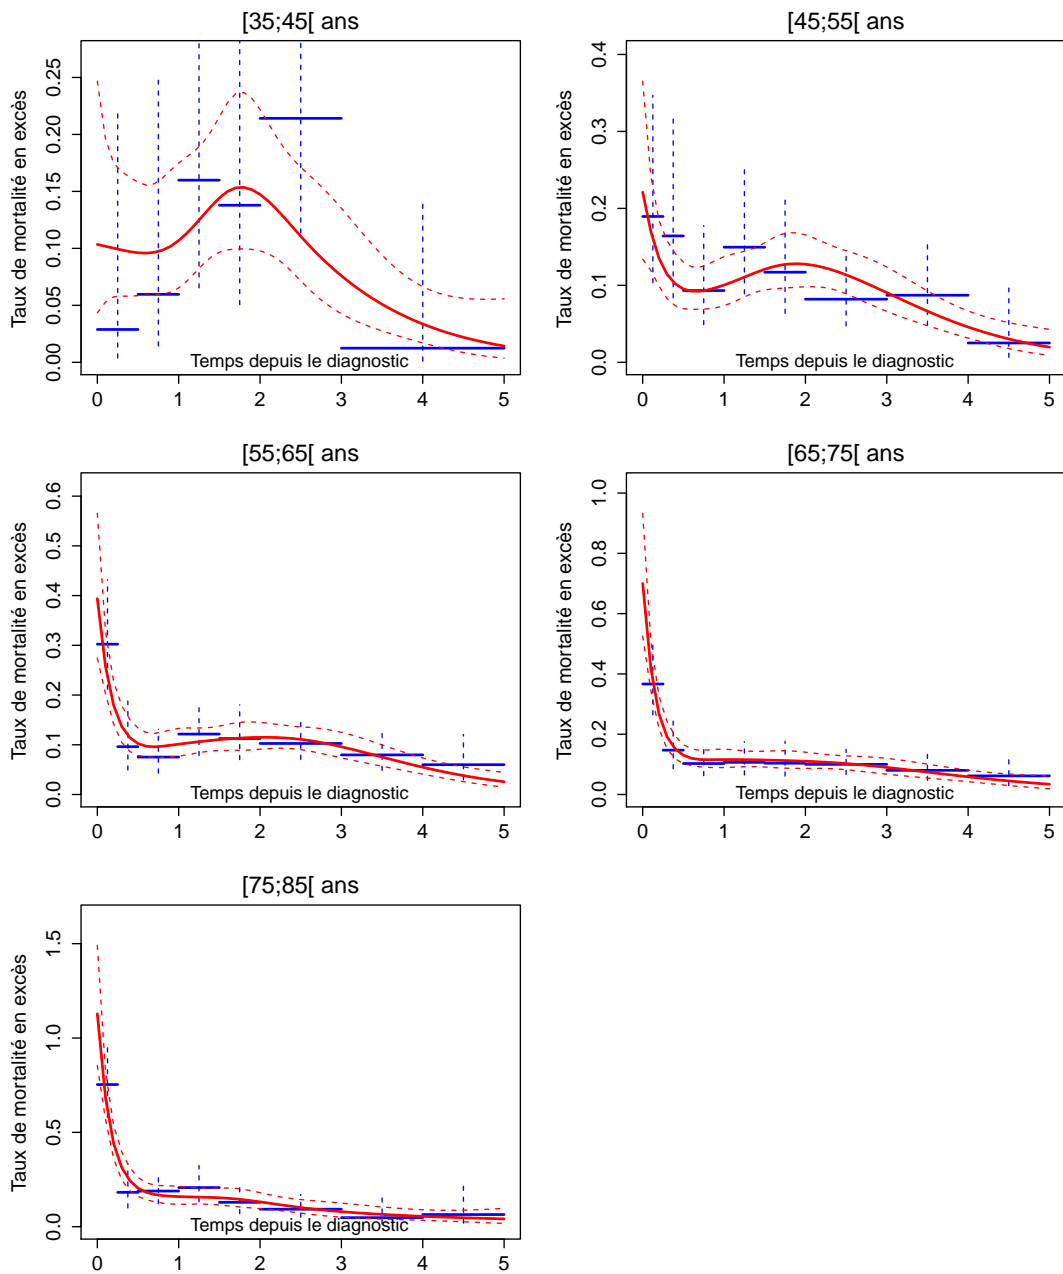 [35;45[ ans
Taux de mortalité en excès
0.00 0.05 0.10 0.15 0.20 0.25
Temps depuis le diagnostic
0 1 2 3 4 5
[45;55[ ans
Taux de mortalité en excès
0.0 0.1 0.2 0.3 0.4
Temps depuis le diagnostic
0 1 2 3 4 5
[55;65[ ans
Taux de mortalité en excès
0.0 0.1 0.2 0.3 0.4 0.5 0.6
Temps depuis le diagnostic
0 1 2 3 4 5
[65;75[ ans
Taux de mortalité en excès
0.0 0.2 0.4 0.6 0.8 1.0
Temps depuis le diagnostic
0 1 2 3 4 5
[75;85[ ans
Taux de mortalité en excès
0.0 0.5 1.0 1.5
Temps depuis le diagnostic
0 1 2 3 4 5